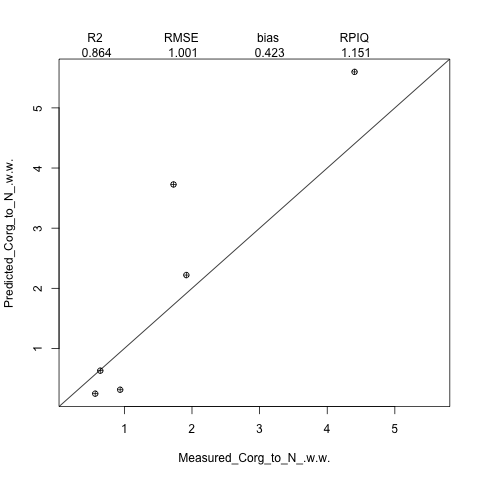 R2 RMSE bias RPIQ
0.864 1.001 0.423 1.151
5
4
3
2
1
Predicted_Corg_to_N_.w.w.
1 2 3 4 5
Measured_Corg_to_N_.w.w.